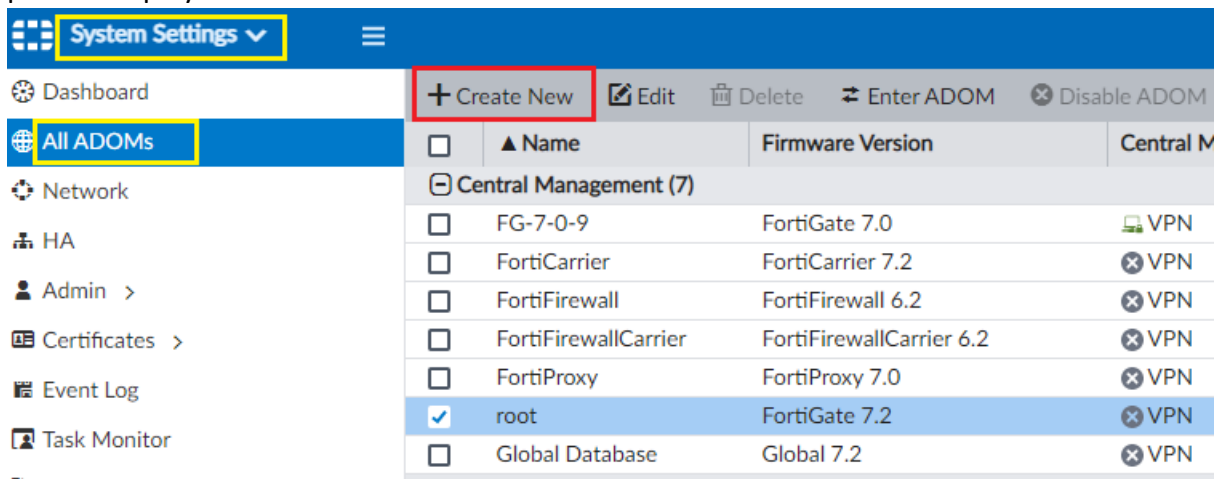 System Settings
Dashboard
All ADOMs
Network
HA
Admin >
Certificates >
Event Log
Task Monitor
+ Create New Edit Delete Enter ADOM Disable ADOM
▲ Name Firmware Version Central M
Central Management (7)
FG-7-0-9 FortiGate 7.0 VPN
FortiCarrier FortiCarrier 7.2 VPN
FortiFirewall FortiFirewall 6.2 VPN
FortiFirewallCarrier FortiFirewallCarrier 6.2 VPN
FortiProxy FortiProxy 7.0 VPN
root FortiGate 7.2 VPN
Global Database Global 7.2 VPN